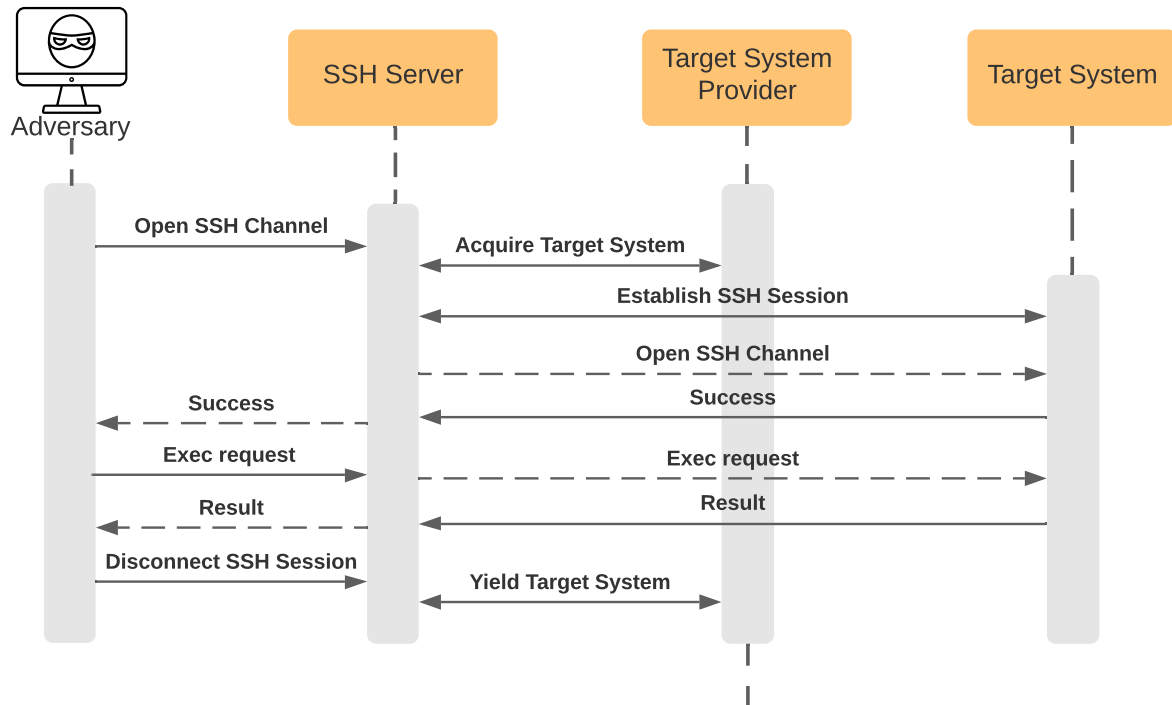 Adversary
SSH Server
Target System
Provider
Target System
Open SSH Channel
Acquire Target System
Establish SSH Session
Open SSH Channel
Success
Success
Exec request
Exec request
Result
Result
Disconnect SSH Session
Yield Target System